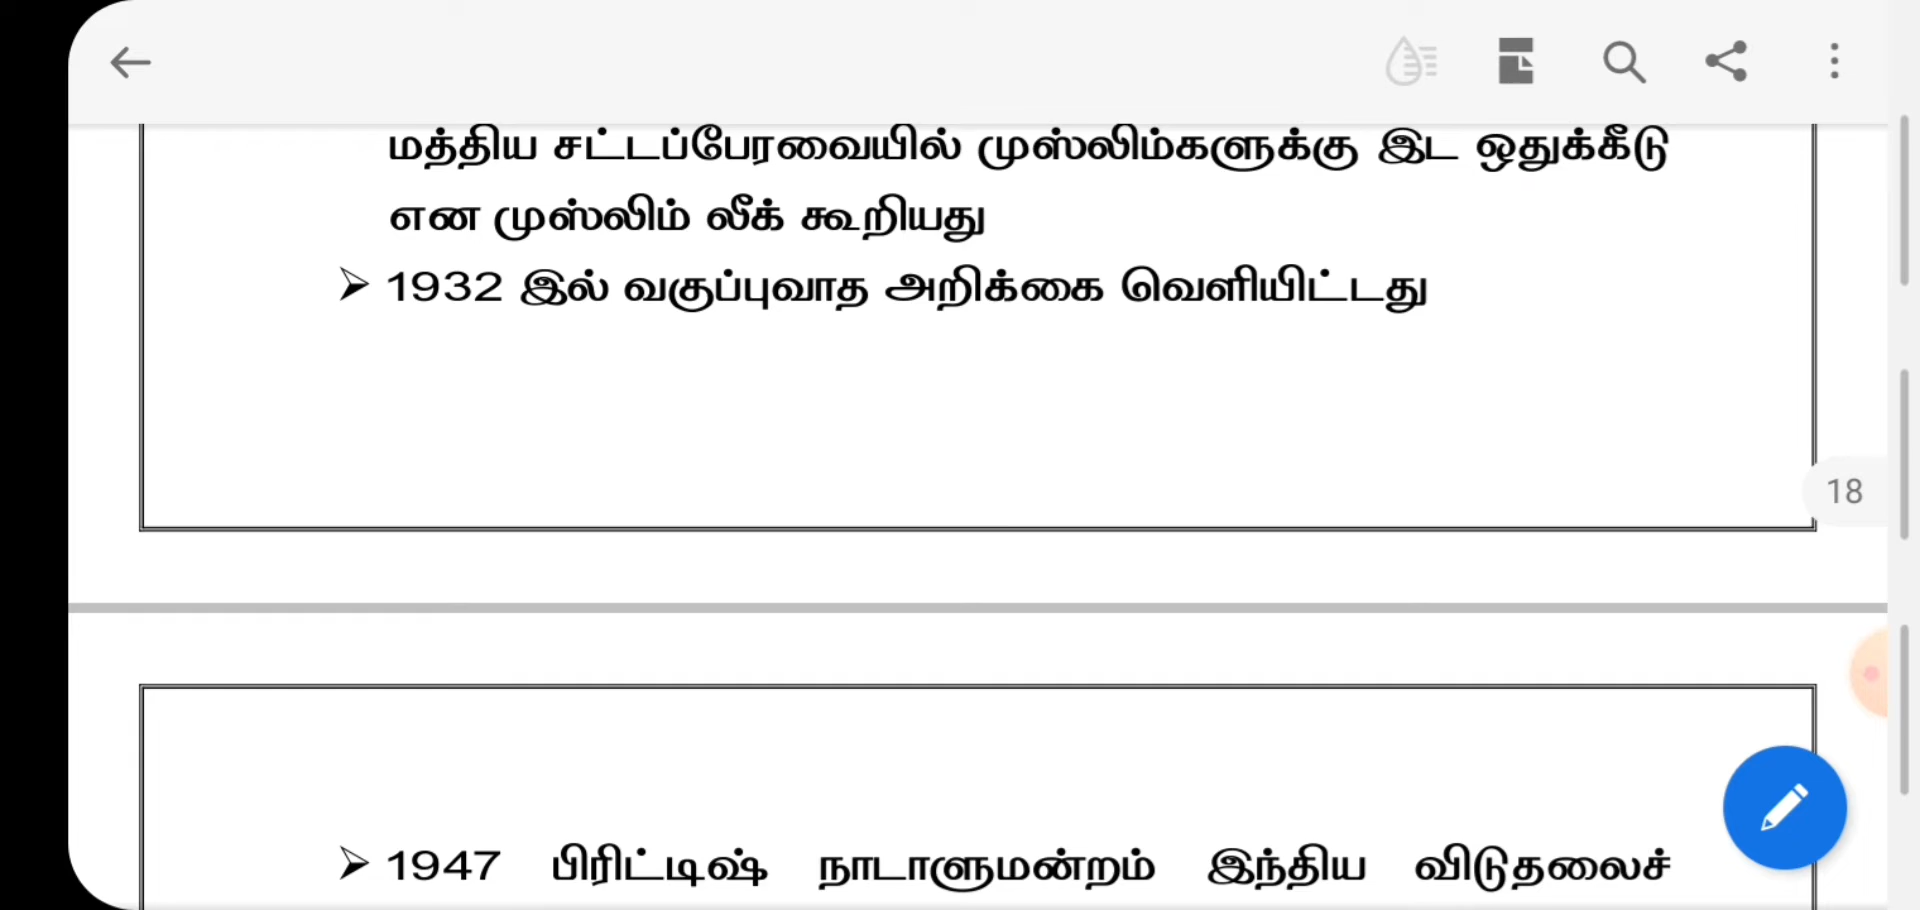 மத்திய சட்டப்பேரவையில் முஸ்லிம்களுக்கு இட ஒதுக்கீடு
என முஸ்லிம் லீக் கூறியது
➢ 1932 இல் வகுப்புவாத அறிக்கை வெளியிட்டது
18
➢ 1947 பிரிட்டிஷ் நாடாளுமன்றம் இந்திய விடுதலைச்